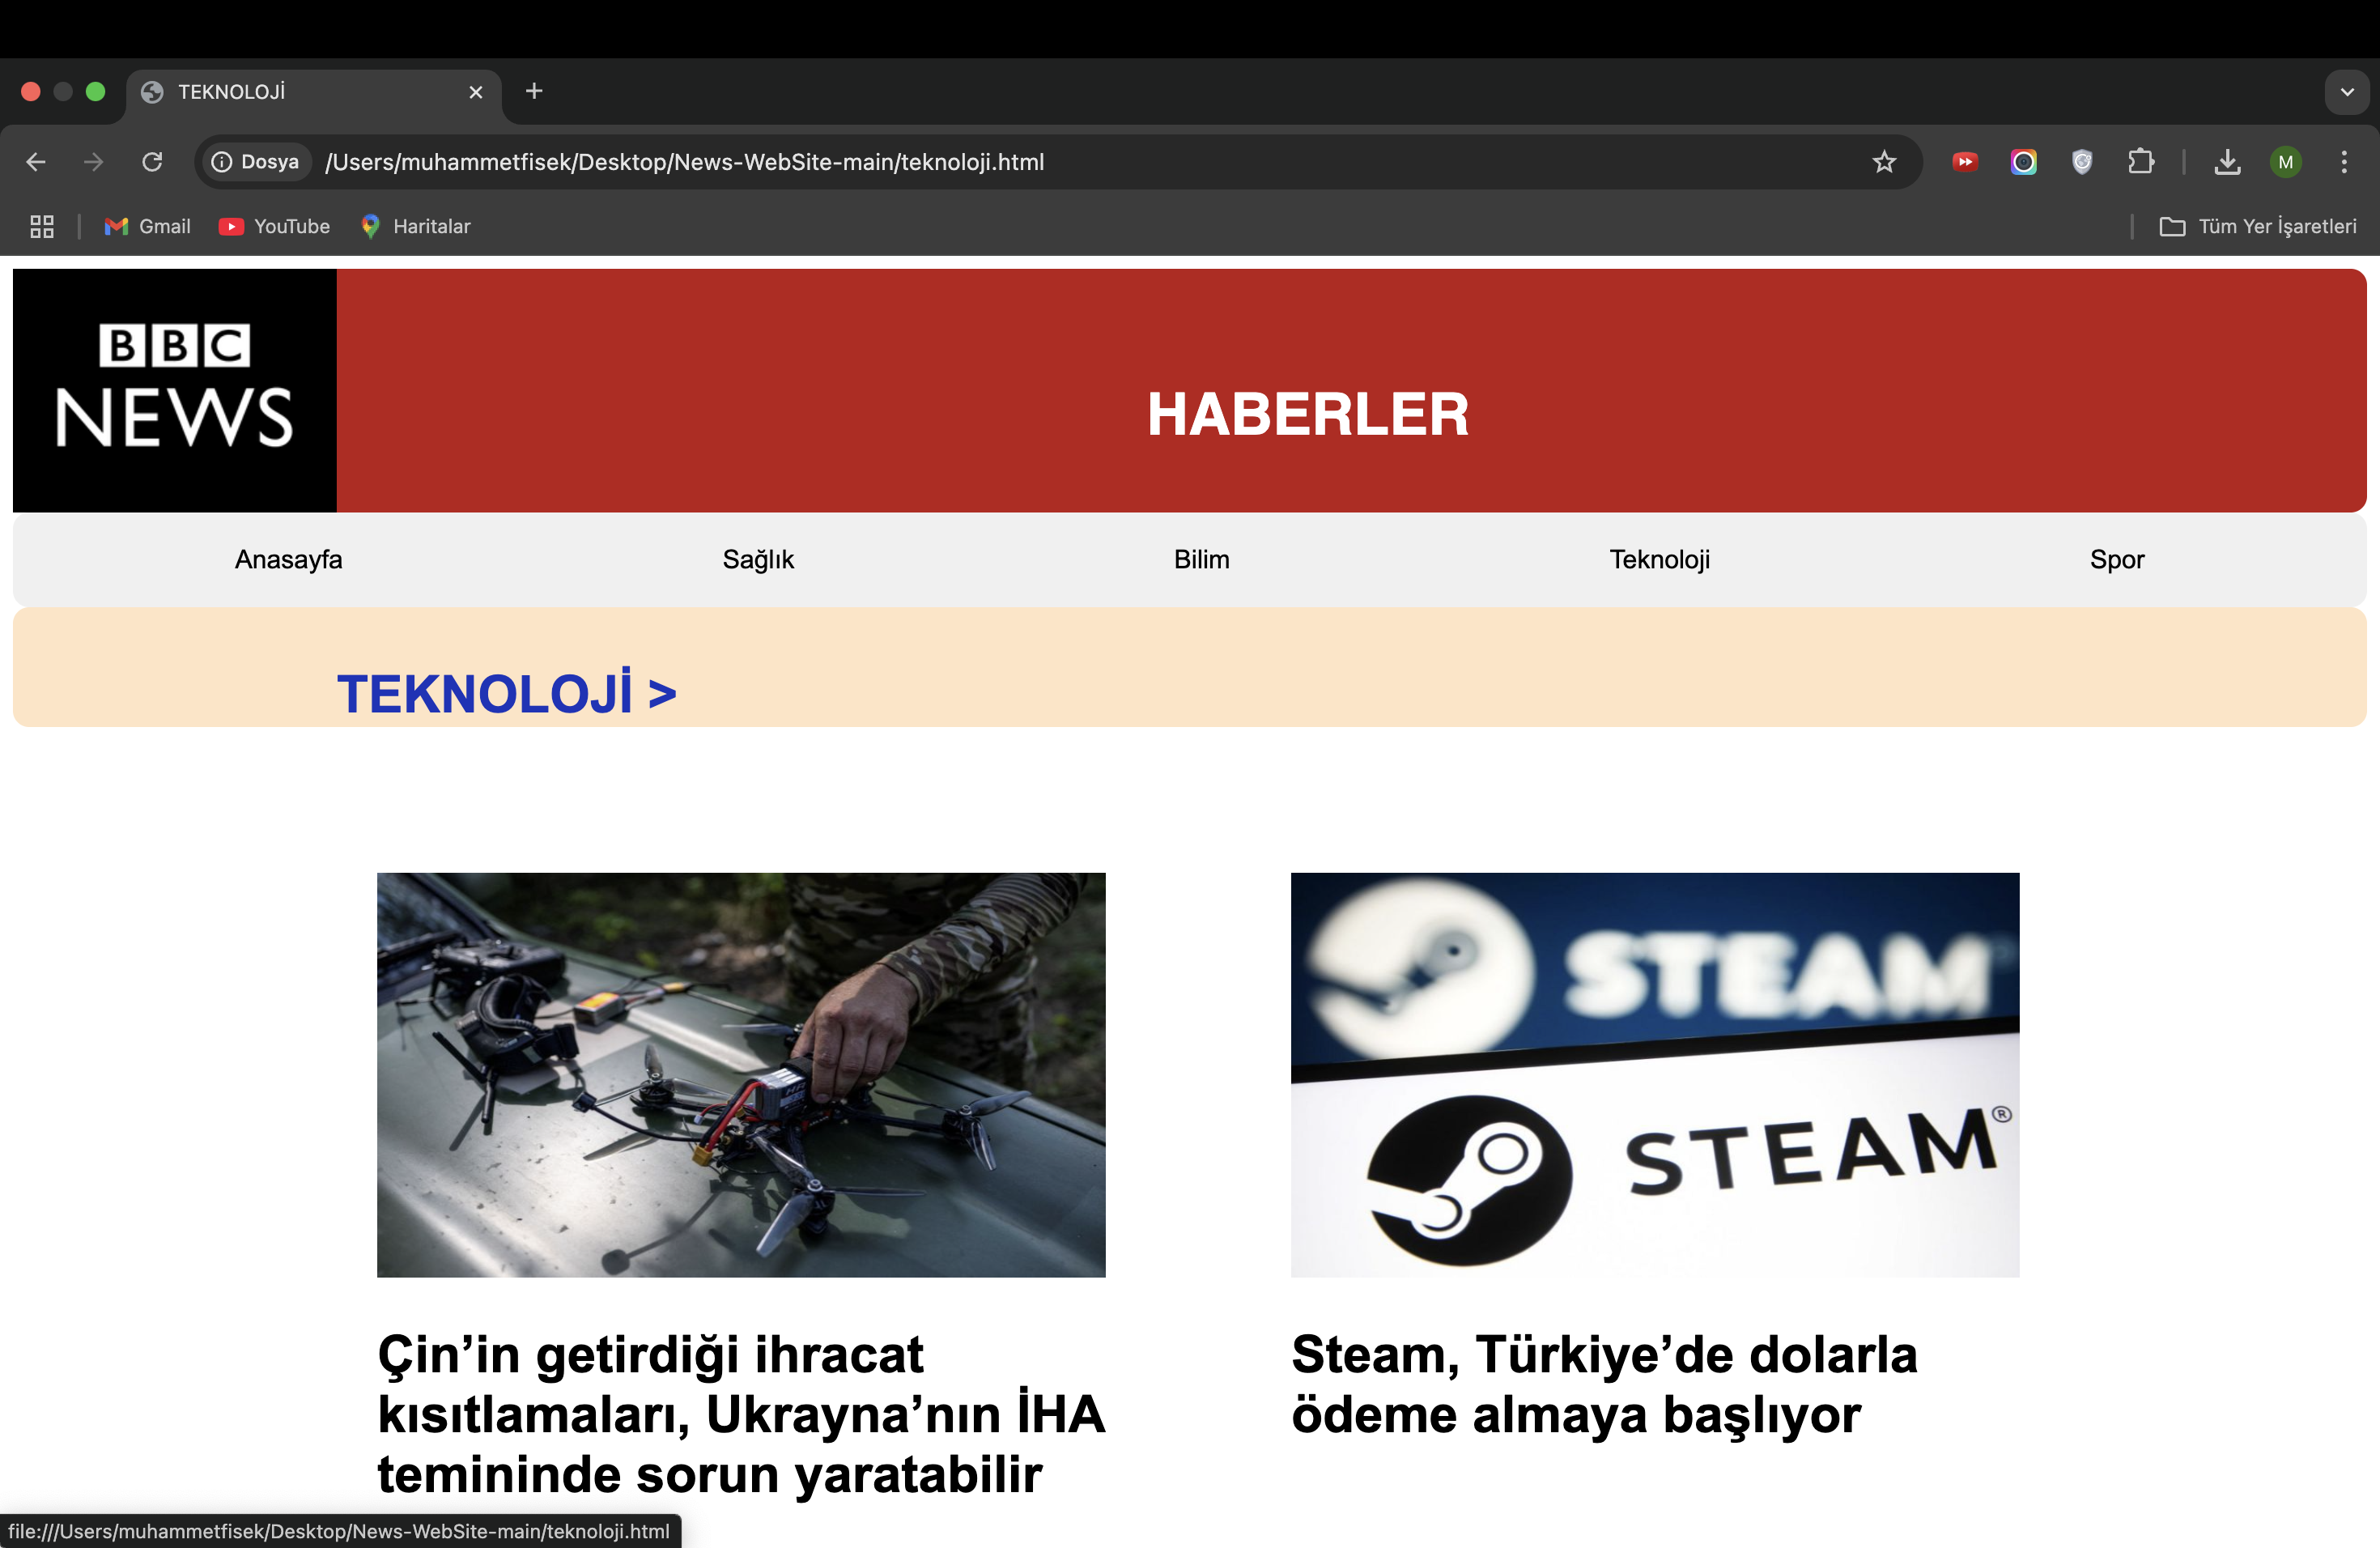 TEKNOLOJİ
Dosya /Users/muhammetfisek/Desktop/News-WebSite-main/teknoloji.html
M
Gmail YouTube Haritalar Tüm Yer İşaretleri
BBC
NEWS
HABERLER
Anasayfa Sağlık Bilim Teknoloji Spor
TEKNOLOJİ >
STEAM
STEAM®
Çin’in getirdiği ihracat
kısıtlamaları, Ukrayna’nın İHA
temininde sorun yaratabilir
Steam, Türkiye’de dolarla
ödeme almaya başlıyor
file:///Users/muhammetfisek/Desktop/News-WebSite-main/teknoloji.html